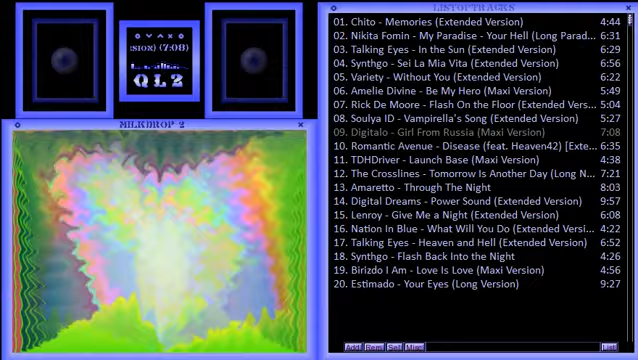 LISTOFTRACKS
(7:08)
QL2
MILKDROP 2
01. Chito - Memories (Extended Version) 4:44
02. Nikita Fomin - My Paradise - Your Hell (Long Parad... 6:31
03. Talking Eyes - In the Sun (Extended Version) 6:29
04. Synthgo - Sei La Mia Vita (Extended Version) 6:56
05. Variety - Without You (Extended Version) 6:22
06. Amelie Divine - Be My Hero (Maxi Version) 5:49
07. Rick De Moore - Flash On the Floor (Extended Vers... 5:04
08. Soulya ID - Vampirella's Song (Extended Version) 5:27
09. Digitalo - Girl From Russia (Maxi Version) 7:08
10. Romantic Avenue - Disease (feat. Heaven42) [Exte... 6:35
11. TDHDriver - Launch Base (Maxi Version) 4:38
12. The Crosslines - Tomorrow Is Another Day (Long N... 7:21
13. Amaretto - Through The Night 8:03
14. Digital Dreams - Power Sound (Extended Version) 9:57
15. Lenroy - Give Me a Night (Extended Version) 6:08
16. Nation In Blue - What Will You Do (Extended Versi... 4:22
17. Talking Eyes - Heaven and Hell (Extended Version) 6:52
18. Synthgo - Flash Back Into the Night 4:26
19. Birizdo I Am - Love Is Love (Maxi Version) 4:56
20. Estimado - Your Eyes (Long Version) 9:27
Add Rem Sel Misc List